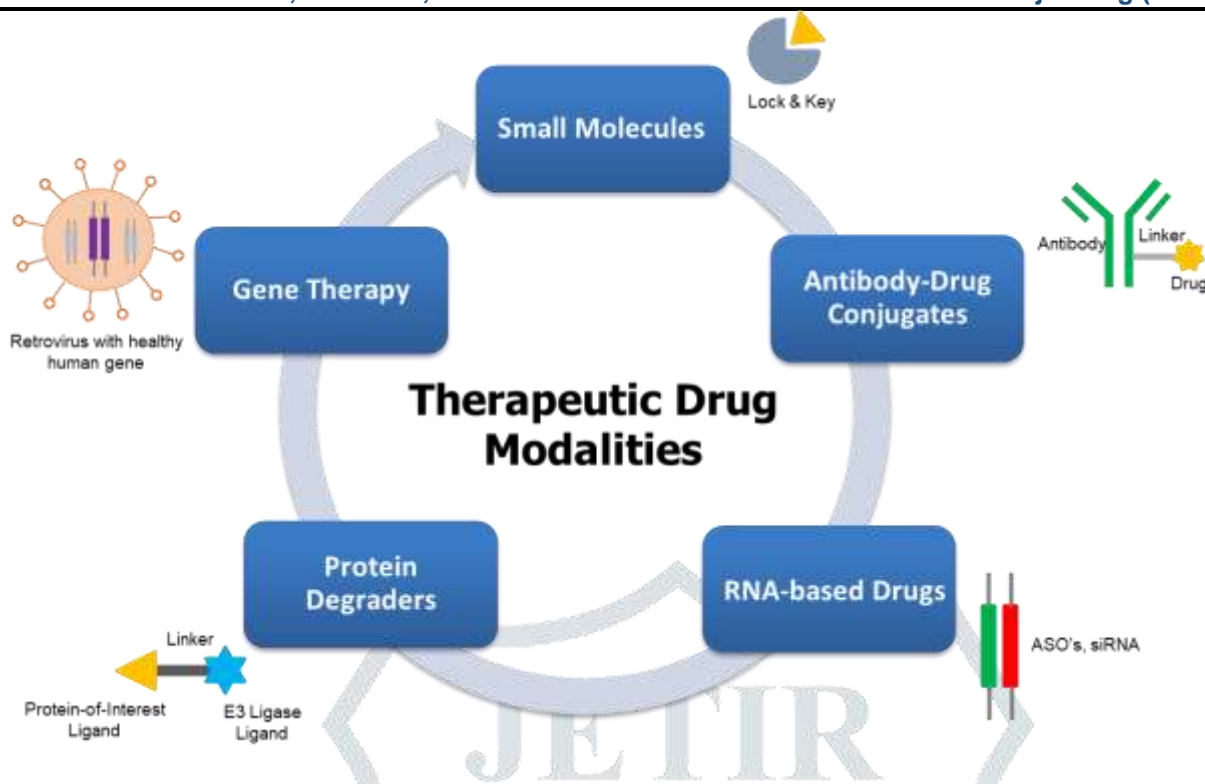 Small Molecules
Lock & Key
Antibody-Drug
Conjugates
Antibody
Linker
Drug
RNA-based Drugs
ASO's, siRNA
Protein
Degraders
Linker
Protein-of-Interest
Ligand
E3 Ligase
Ligand
Gene Therapy
Retrovirus with healthy
human gene
Therapeutic Drug
Modalities
JETIR